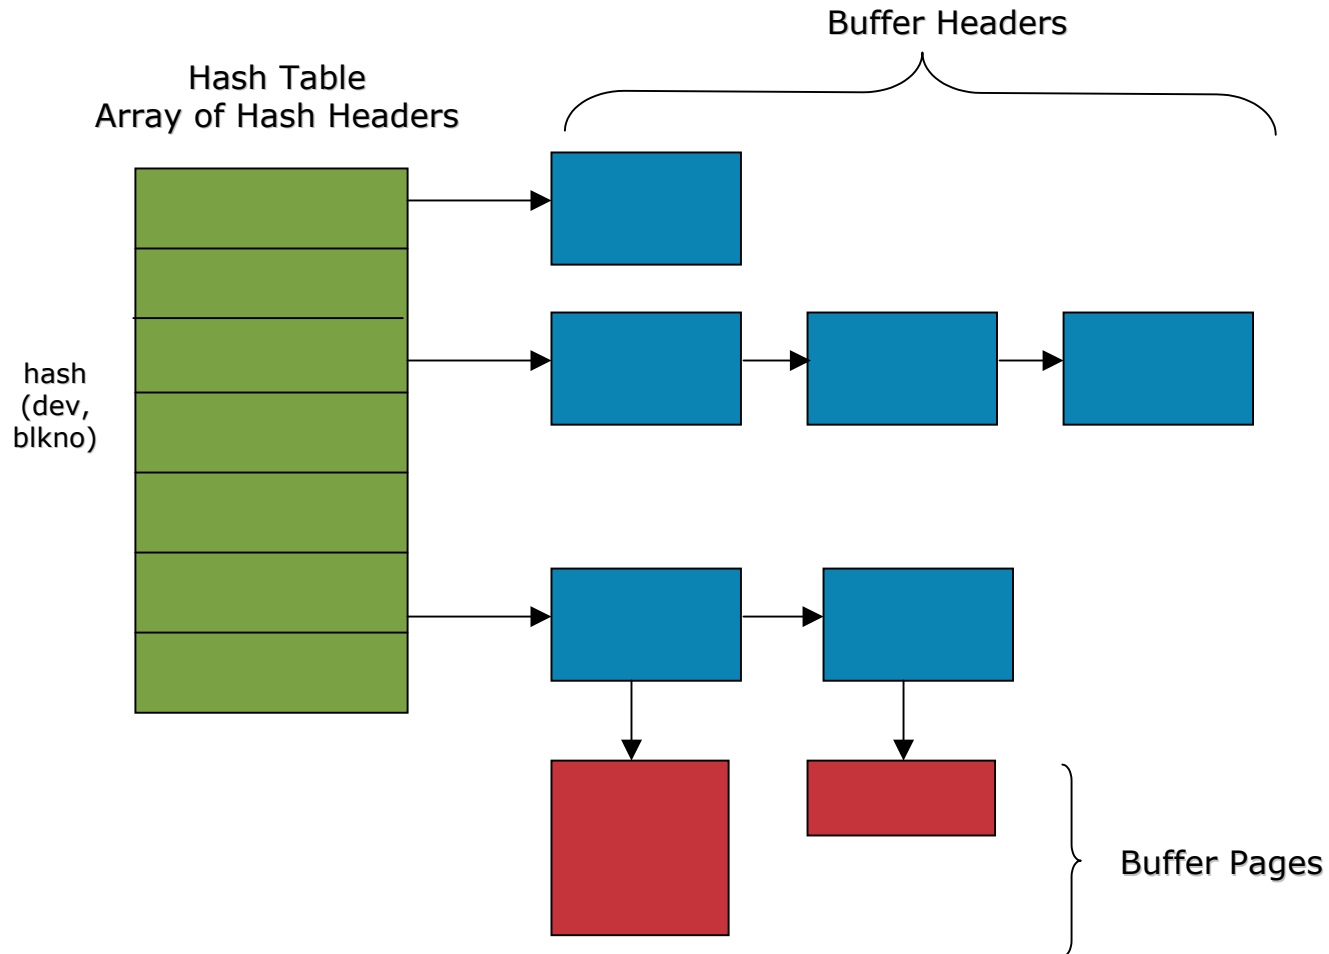 Buffer Headers
Hash Table
Array of Hash Headers
hash
(dev,
blkno)
Buffer Pages